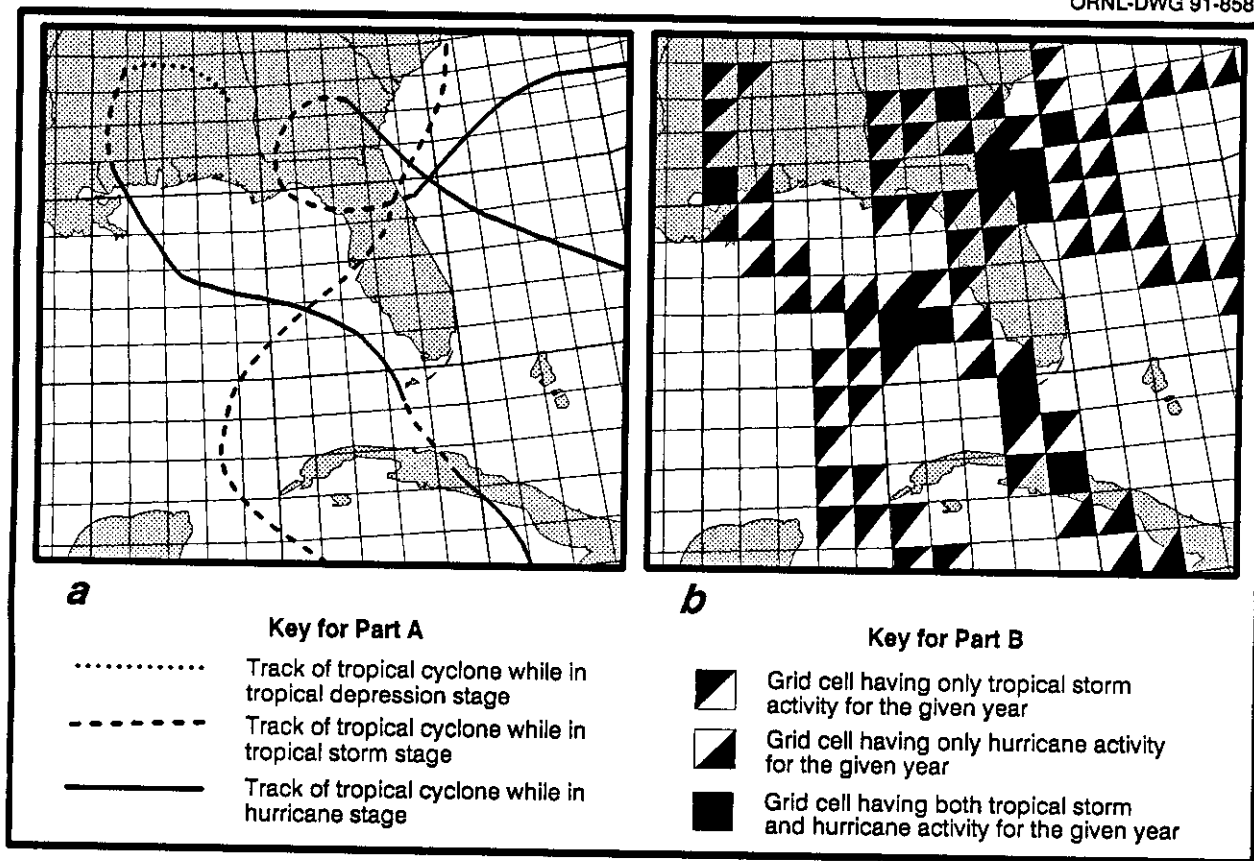 ORNL-DWG 91-858
a
b
Key for Part A
Track of tropical cyclone while in
tropical depression stage
Track of tropical cyclone while in
tropical storm stage
Track of tropical cyclone while in
hurricane stage
Key for Part B
Grid cell having only tropical storm
activity for the given year
Grid cell having only hurricane activity
for the given year
Grid cell having both tropical storm
and hurricane activity for the given year